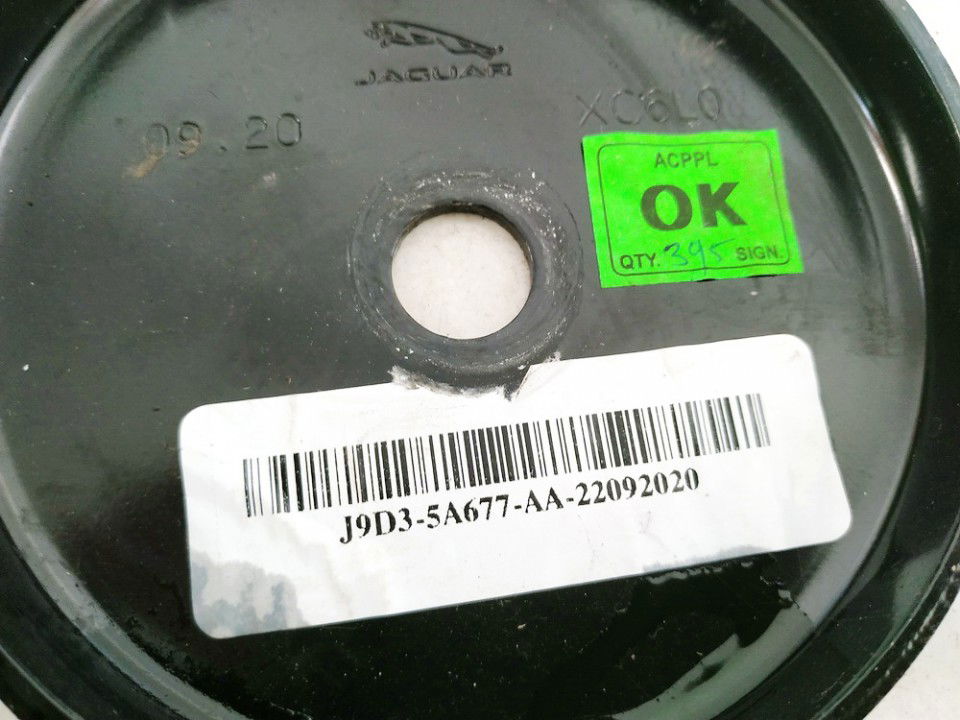 JAGUAR
09.20
XC6L0
ACPPL
OK
QTY. 395 SIGN.
J9D3-5A677-AA-22092020